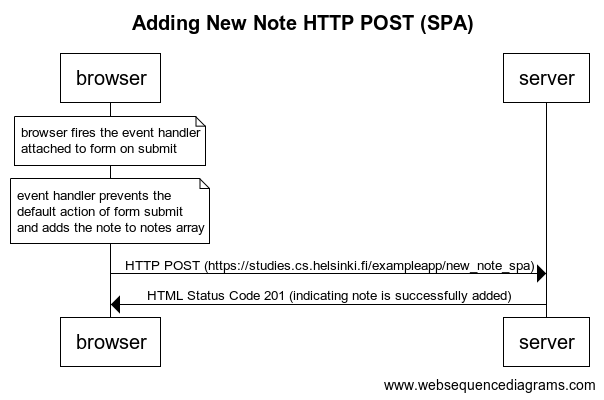 Adding New Note HTTP POST (SPA)
browser
server
browser fires the event handler
attached to form on submit
event handler prevents the
default action of form submit
and adds the note to notes array
HTTP POST (https://studies.cs.helsinki.fi/exampleapp/new_note_spa)
HTML Status Code 201 (indicating note is successfully added)
browser
server
www.websequencediagrams.com